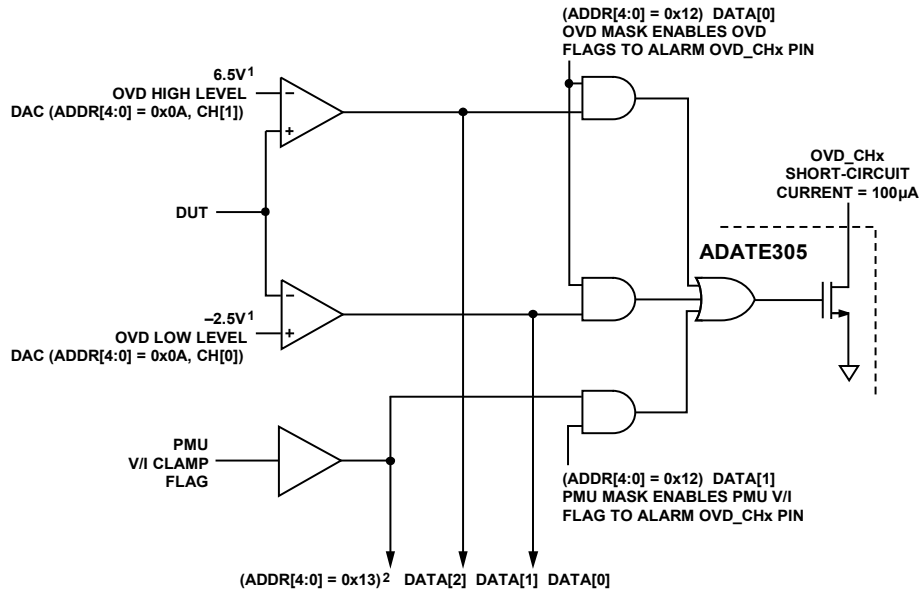 (ADDR[4:0] = 0x12) DATA[0]
OVD MASK ENABLES OVD
FLAGS TO ALARM OVD_CHx PIN
6.5V1
OVD HIGH LEVEL
DAC (ADDR[4:0] = 0x0A, CH[1])
–
+
OVD_CHx
SHORT-CIRCUIT
CURRENT = 100µA
DUT
ADATE305
–
+
–2.5V1
OVD LOW LEVEL
DAC (ADDR[4:0] = 0x0A, CH[0])
PMU
V/I CLAMP
FLAG
(ADDR[4:0] = 0x12) DATA[1]
PMU MASK ENABLES PMU V/I
FLAG TO ALARM OVD_CHx PIN
(ADDR[4:0] = 0x13)2 DATA[2] DATA[1] DATA[0]